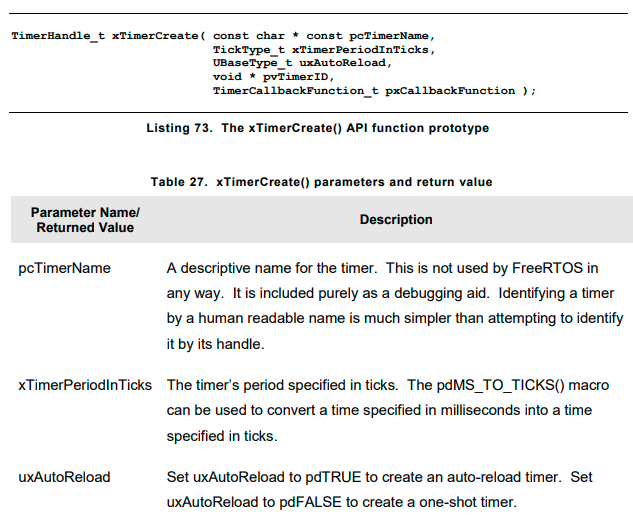 TimerHandle_t xTimerCreate( const char * const pcTimerName,
TickType_t xTimerPeriodInTicks,
UBaseType_t uxAutoReload,
void * pvTimerID,
TimerCallbackFunction_t pxCallbackFunction );
Listing 73. The xTimerCreate() API function prototype
Table 27. xTimerCreate() parameters and return value
Parameter Name/
Returned Value
Description
pcTimerName
A descriptive name for the timer. This is not used by FreeRTOS in
any way. It is included purely as a debugging aid. Identifying a timer
by a human readable name is much simpler than attempting to identify
it by its handle.
xTimerPeriodInTicks
The timer's period specified in ticks. The pdMS_TO_TICKS() macro
can be used to convert a time specified in milliseconds into a time
specified in ticks.
uxAutoReload
Set uxAutoReload to pdTRUE to create an auto-reload timer. Set
uxAutoReload to pdFALSE to create a one-shot timer.